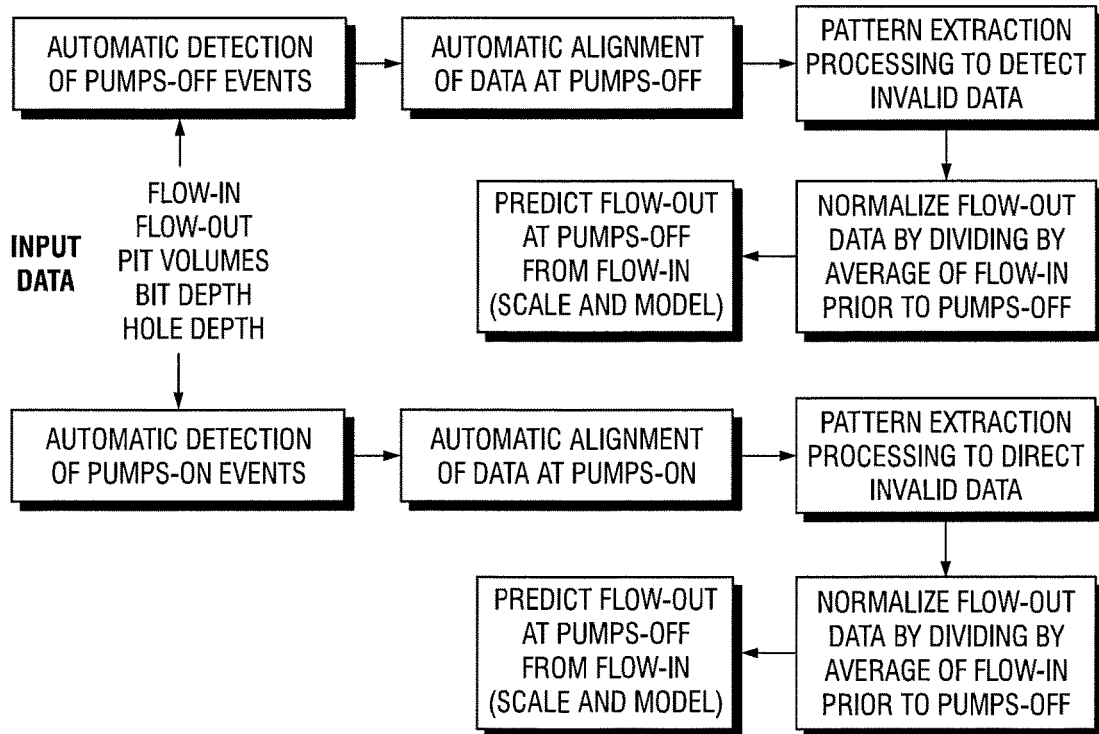 AUTOMATIC DETECTION
OF PUMPS-OFF EVENTS
AUTOMATIC ALIGNMENT
OF DATA AT PUMPS-OFF
PATTERN EXTRACTION
PROCESSING TO DETECT
INVALID DATA
INPUT
DATA
FLOW-IN
FLOW-OUT
PIT VOLUMES
BIT DEPTH
HOLE DEPTH
PREDICT FLOW-OUT
AT PUMPS-OFF
FROM FLOW-IN
(SCALE AND MODEL)
NORMALIZE FLOW-OUT
DATA BY DIVIDING BY
AVERAGE OF FLOW-IN
PRIOR TO PUMPS-OFF
AUTOMATIC DETECTION
OF PUMPS-ON EVENTS
AUTOMATIC ALIGNMENT
OF DATA AT PUMPS-ON
PATTERN EXTRACTION
PROCESSING TO DIRECT
INVALID DATA
PREDICT FLOW-OUT
AT PUMPS-OFF
FROM FLOW-IN
(SCALE AND MODEL)
NORMALIZE FLOW-OUT
DATA BY DIVIDING BY
AVERAGE OF FLOW-IN
PRIOR TO PUMPS-OFF